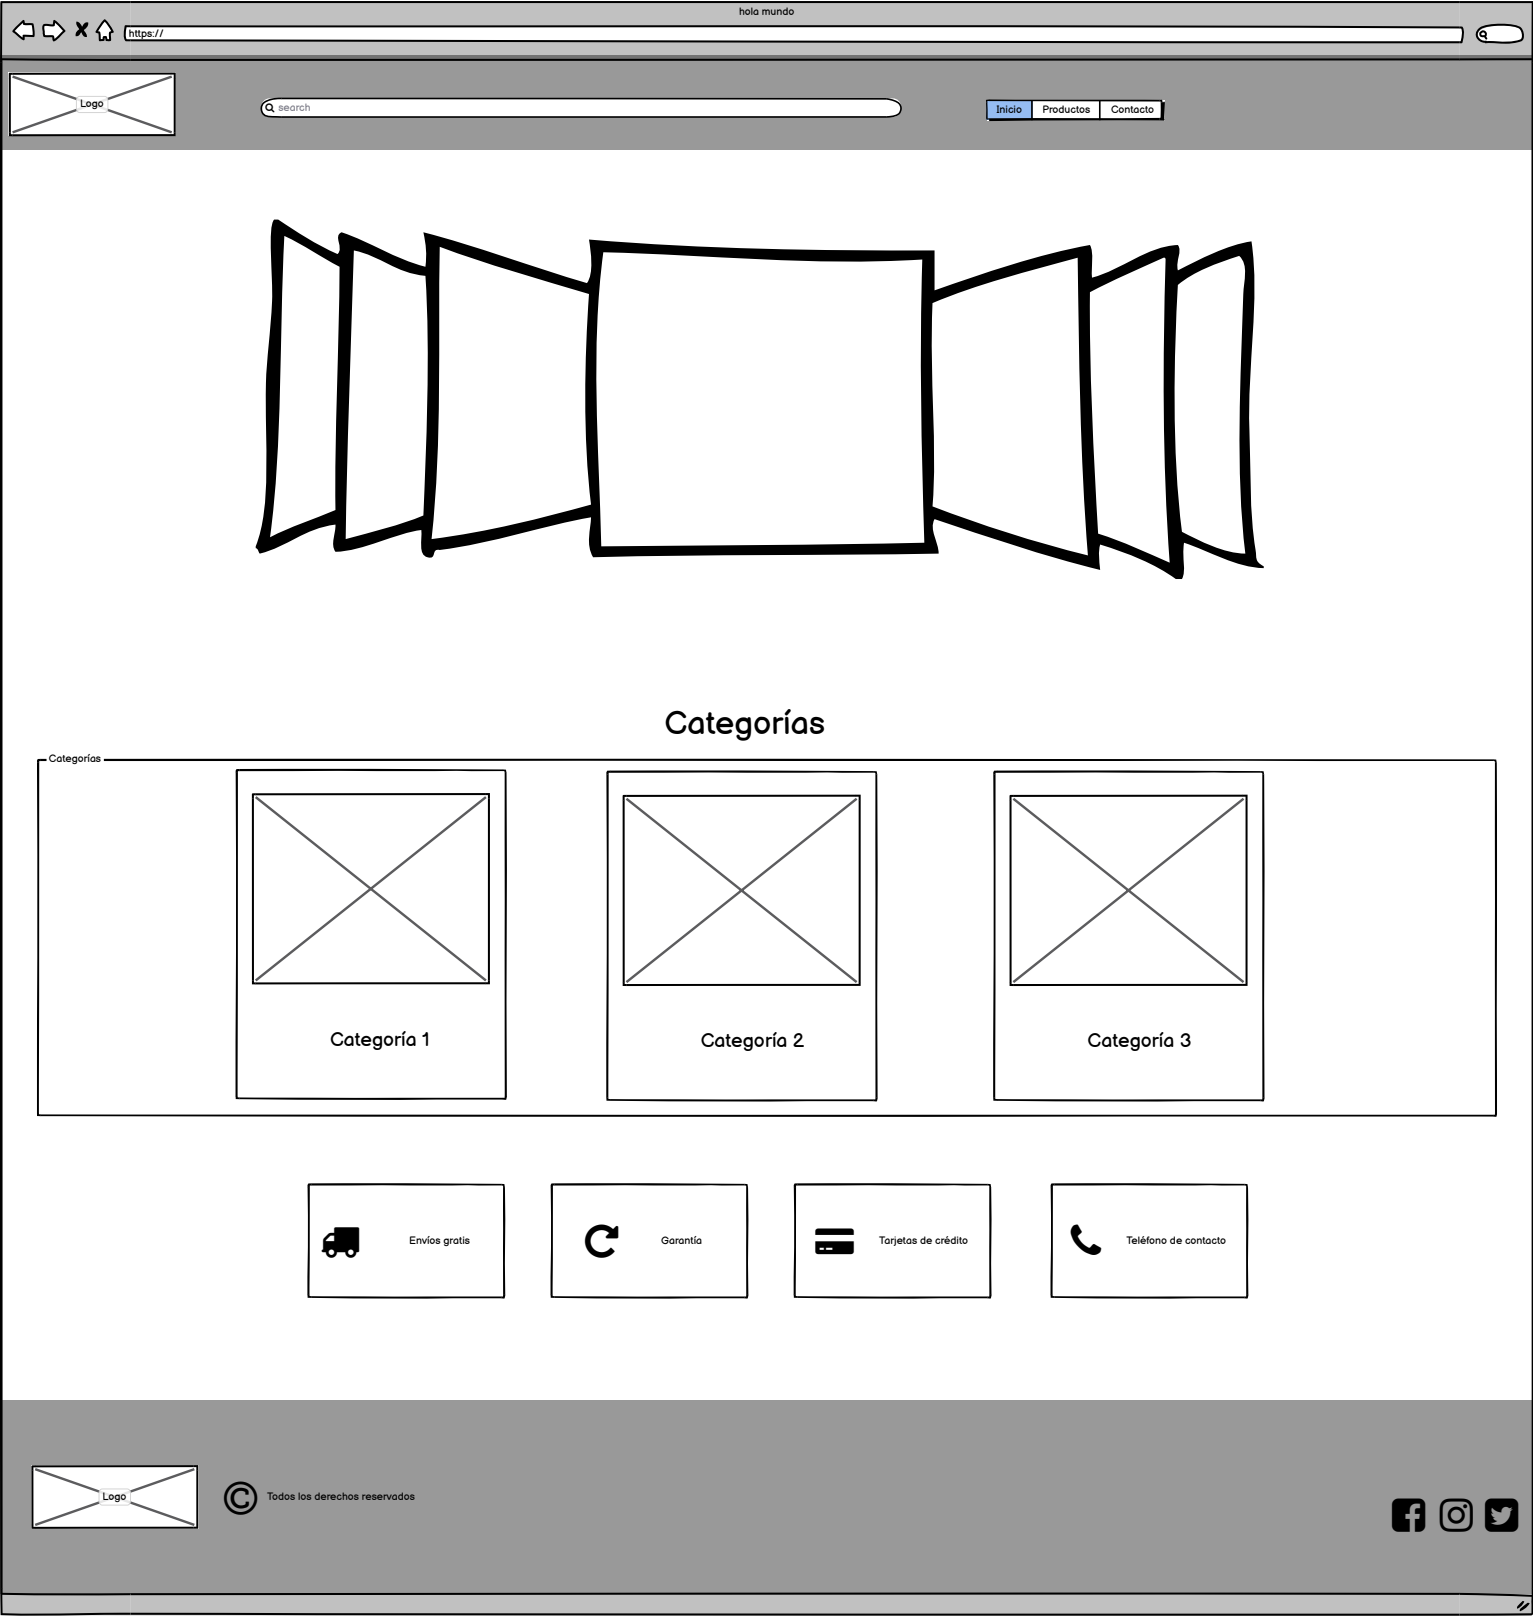 hola mundo
https://
Logo
search
Inicio Productos Contacto
Categorías
Categorías
Categoría 1
Categoría 2
Categoría 3
Envíos gratis
Garantía
Tarjetas de crédito
Teléfono de contacto
Logo
© Todos los derechos reservados